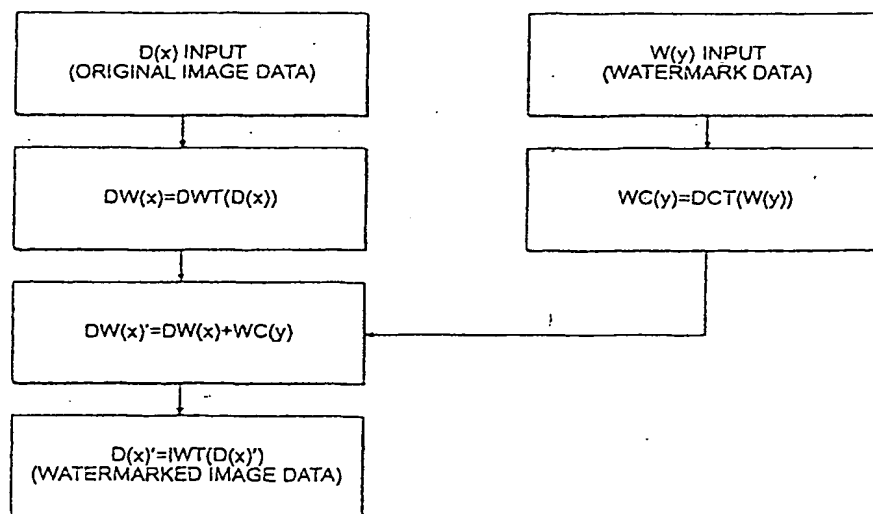 D(x) INPUT
(ORIGINAL IMAGE DATA)
W(y) INPUT
(WATERMARK DATA)
DW(x)=DWT(D(x))
WC(y)=DCT(W(y))
DW(x)'=DW(x)+WC(y)
D(x)'=IWT(D(x)')
(WATERMARKED IMAGE DATA)